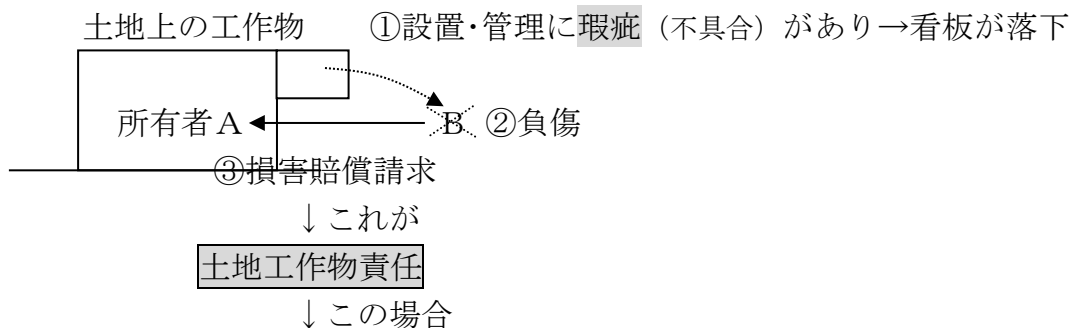 土地上の工作物　①設置・管理に瑕疵（不具合）があり→看板が落下
所有者A B ②負傷
③損害賠償請求
↓これが
土地工作物責任
↓この場合